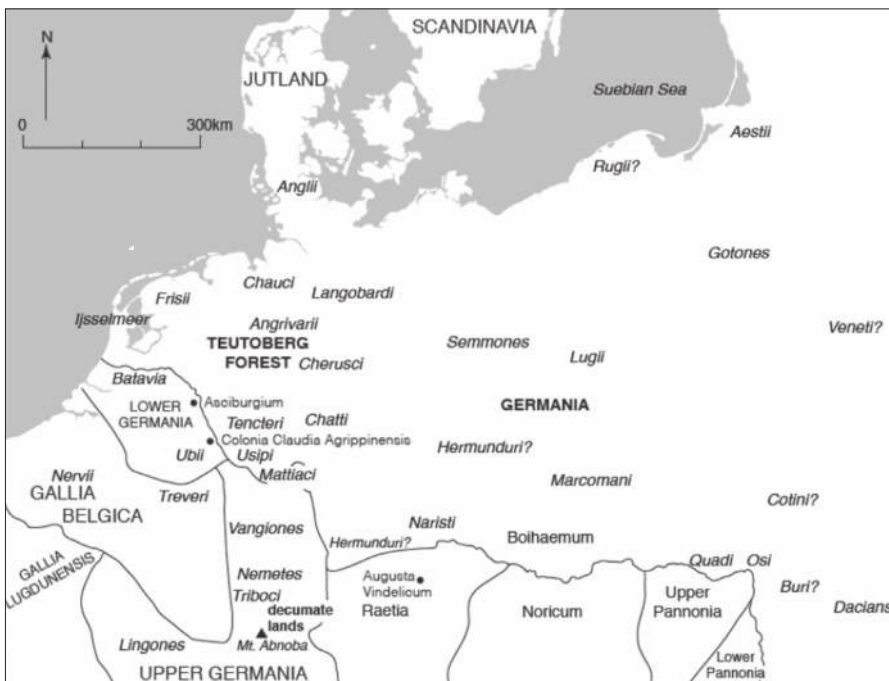 SCANDINAVIA
N
JUTLAND
Suebian Sea
0 300km
Aestii
Rugii?
Anglii
Gotones
Chauci
Frisii
Langobardi
Ijsselmeer
Angrivarii
Veneti?
TEUTOBERG
FOREST
Semmones
Lugii
Cherusci
Batavia
Asciburgium
LOWER
GERMANIA
GERMANIA
Tencteri
Chatti
Colonia Claudia Agrippinensis
Ubii
Usipi
Hermunduri?
Nervii
Mattiaci
Marcomani
GALLIA
BELGICA
Treveri
Cotini?
Vangiones
Naristi
Hermunduri?
Boihaemum
GALLIA
LUGDUNENSIS
Quadi
Osi
Nemetes
Augusta
Vindelicum
Buri?
Triboci
Raetia
Noricum
Upper
Pannonia
Dacians
decumate
lands
Lingones
Mt. Abnoba
Lower
Pannonia
UPPER GERMANIA